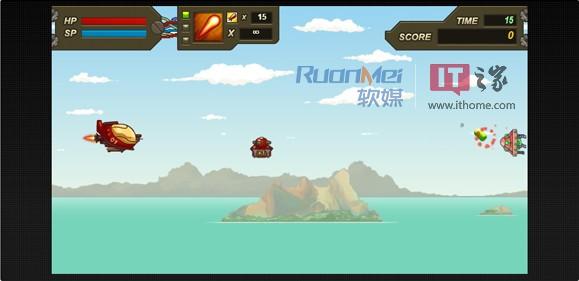 HP
SP
x 15
X ∞
TIME 15
SCORE 0
RuanMei
软媒
IT之家
www.ithome.com